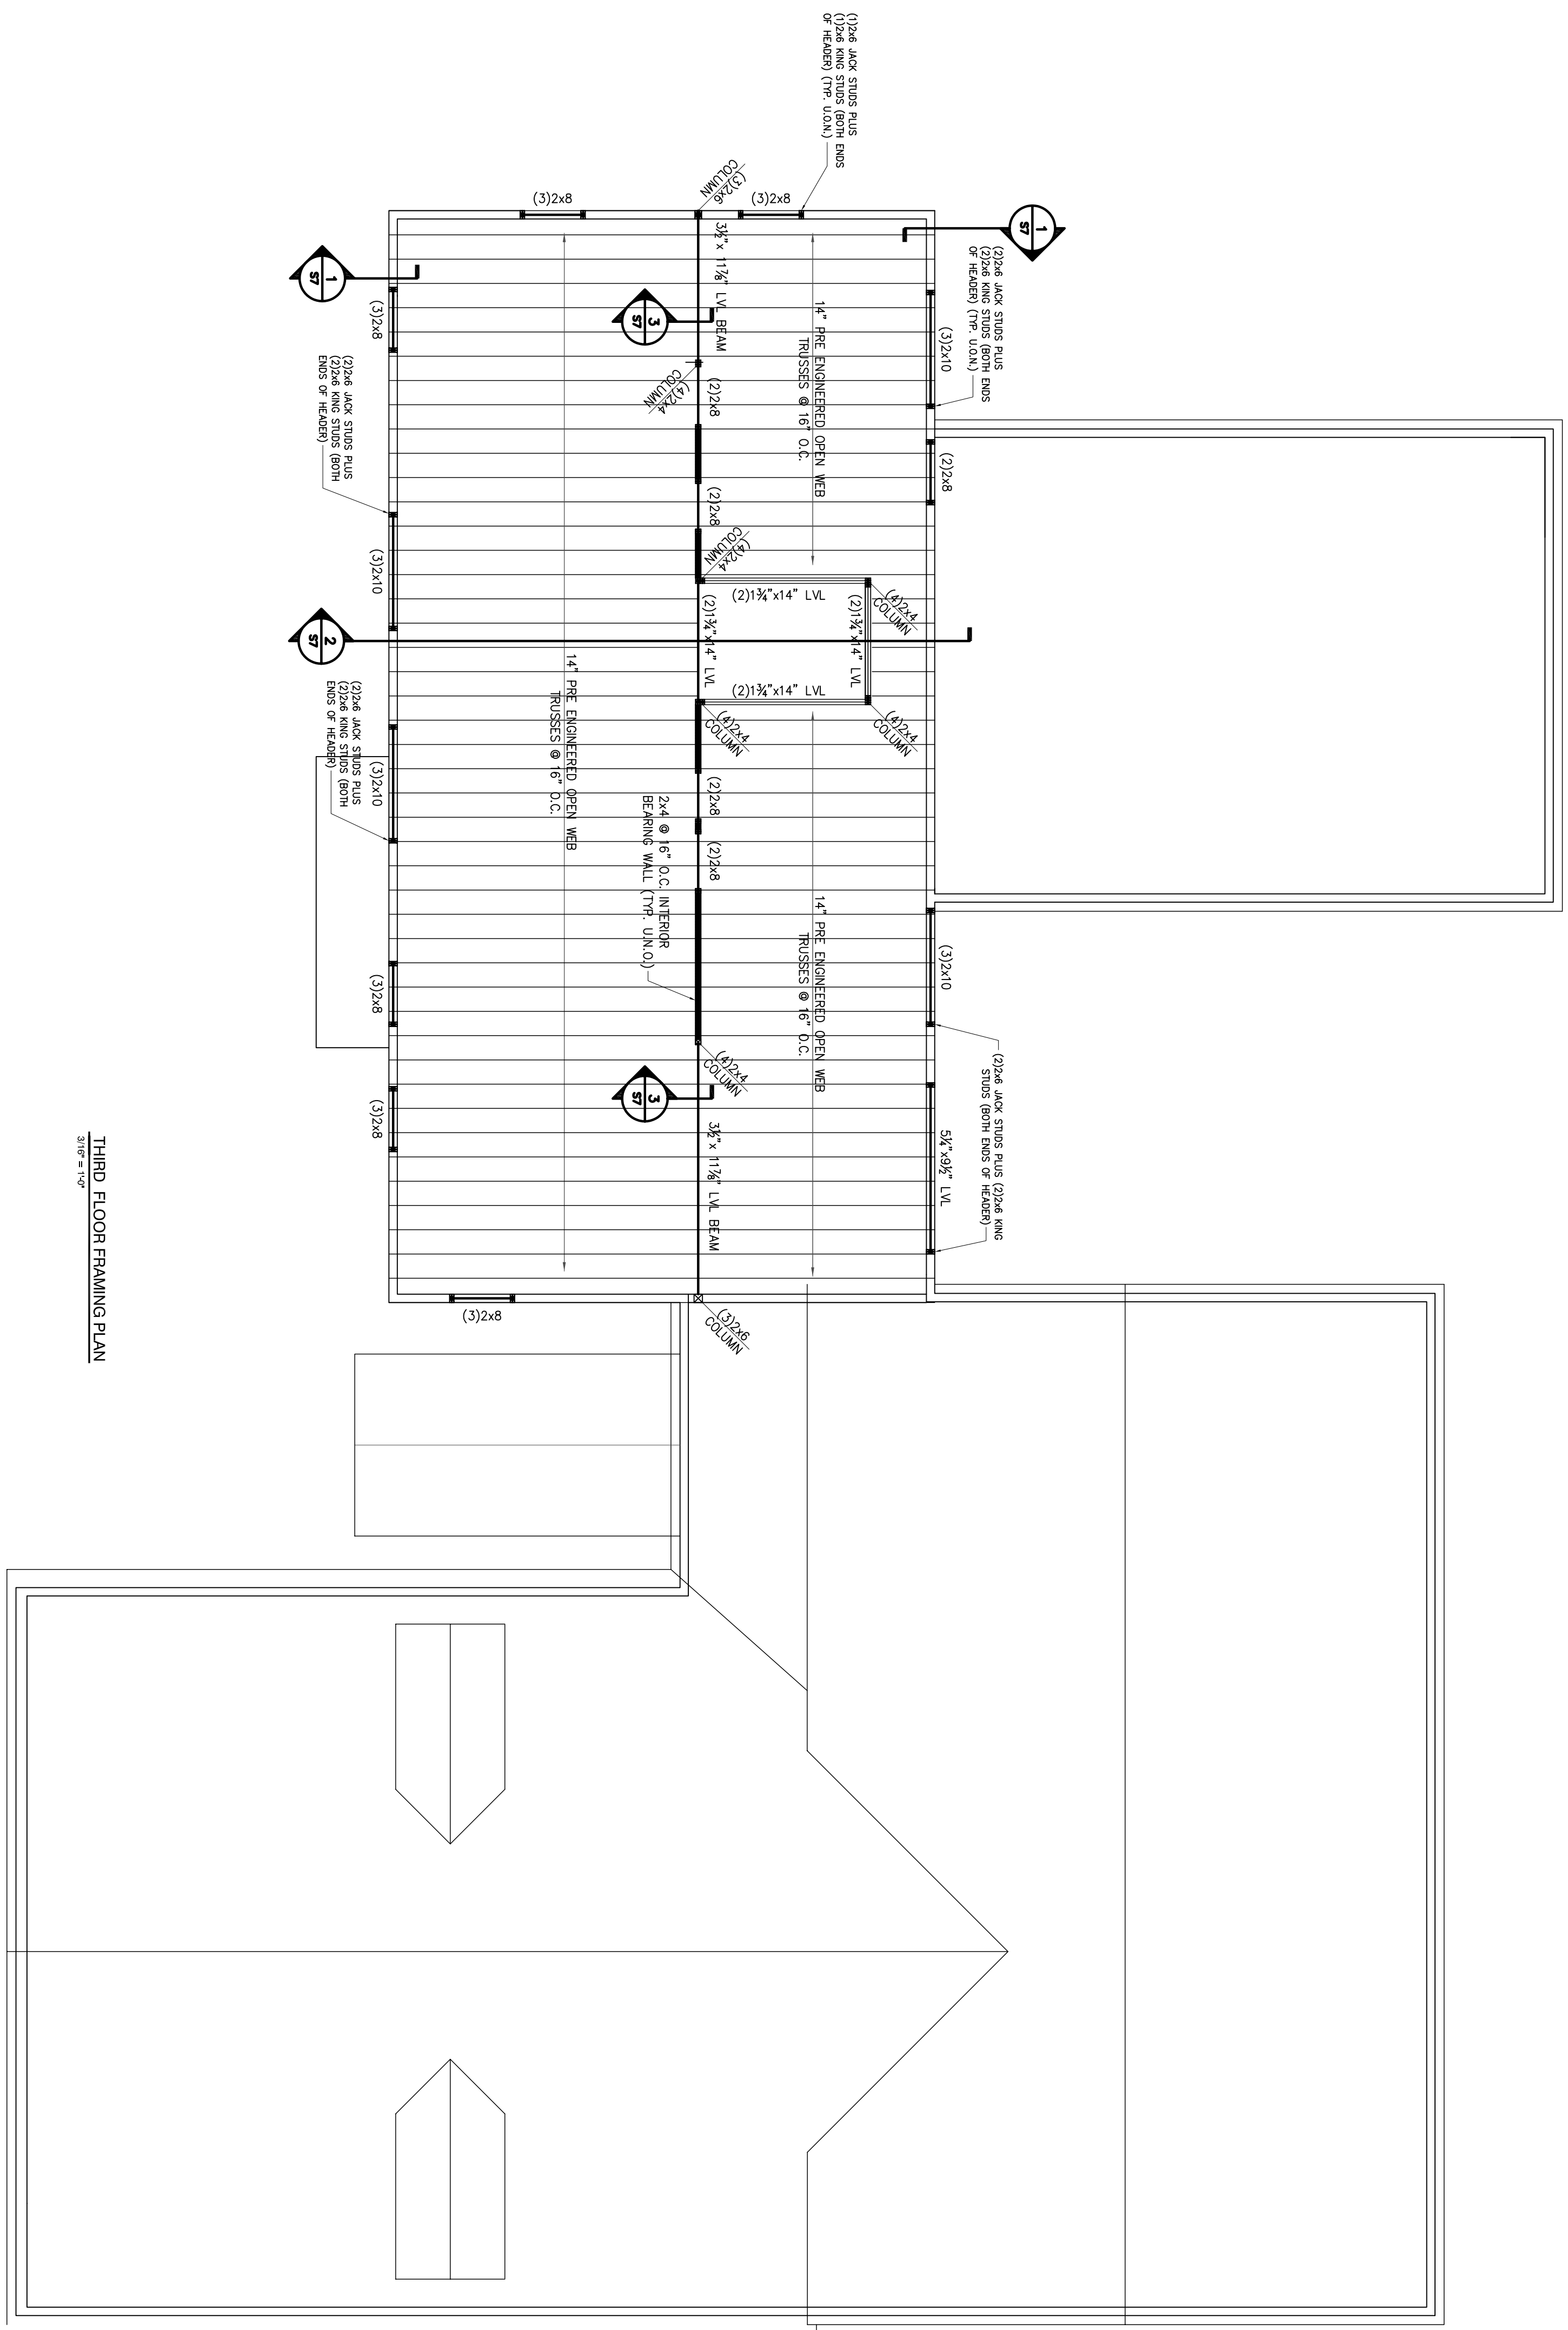 (1)2x6 JACK STUDS PLUS
(1)2x6 KING STUDS (BOTH ENDS
OF HEADER) (TYP. U.O.N.)
(3)2x8
(3)2x6
COLUMN
(3)2x8
1
S7
(2)2x6 JACK STUDS PLUS
(2)2x6 KING STUDS (BOTH ENDS
OF HEADER) (TYP. U.O.N.)
1
S7
3½"x 11⅞" LVL BEAM
3
S7
14" PRE ENGINEERED OPEN WEB
TRUSSES @ 16" O.C.
(3)2x10
(3)2x8
(2)2x6 JACK STUDS PLUS
(2)2x6 KING STUDS (BOTH
ENDS OF HEADER)
(4)2x4
COLUMN
(2)2x8
(2)2x8
(2)2x8
(4)2x4
COLUMN
(3)2x10
(2)1¾"x14" LVL
(2)1¾"x14" LVL
(2)1¾"x14" LVL
(2)1¾"x14" LVL
(4)2x4
COLUMN
2
S7
(4)2x4
COLUMN
(4)2x4
COLUMN
14" PRE ENGINEERED OPEN WEB
TRUSSES @ 16" O.C.
(2)2x6 JACK STUDS PLUS
(2)2x6 KING STUDS (BOTH
ENDS OF HEADER)
(3)2x10
(2)2x8
(2)2x8
2x4 @ 16" O.C. INTERIOR
BEARING WALL (TYP. U.N.O.)
14" PRE ENGINEERED OPEN WEB
TRUSSES @ 16" O.C.
(3)2x10
(3)2x8
(4)2x4
COLUMN
3
S7
(2)2x6 JACK STUDS PLUS (2)2x6 KING
STUDS (BOTH ENDS OF HEADER)
(3)2x8
3½"x 11⅞" LVL BEAM
5¼"x9½" LVL
(3)2x8
(3)2x6
COLUMN
THIRD FLOOR FRAMING PLAN
3/16" = 1'-0"